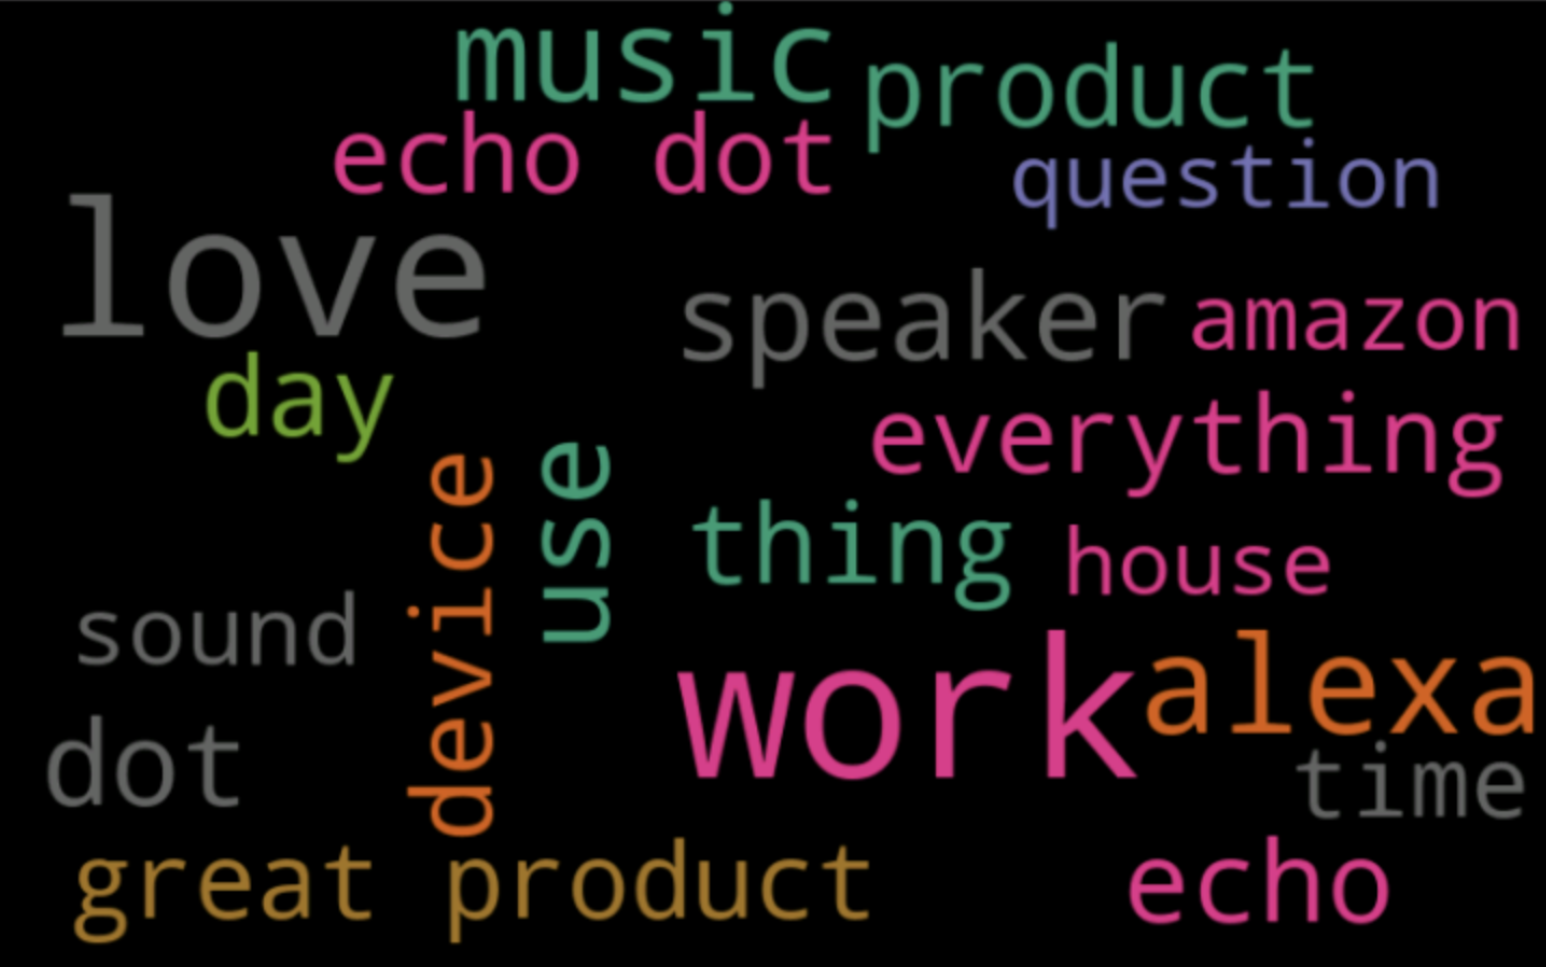 music
product
echo dot
question
love
speaker
amazon
day
everything
device
use
thing
house
sound
work
alexa
dot
time
great product
echo